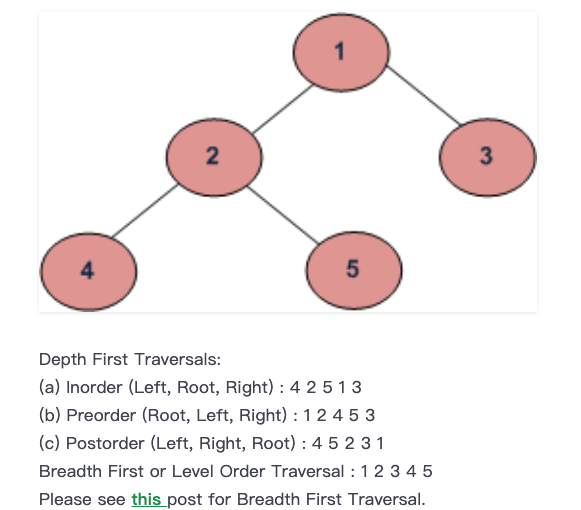 1
2
3
4
5
Depth First Traversals:
(a) Inorder (Left, Root, Right) : 4 2 5 1 3
(b) Preorder (Root, Left, Right) : 1 2 4 5 3
(c) Postorder (Left, Right, Root) : 4 5 2 3 1
Breadth First or Level Order Traversal : 1 2 3 4 5
Please see this post for Breadth First Traversal.